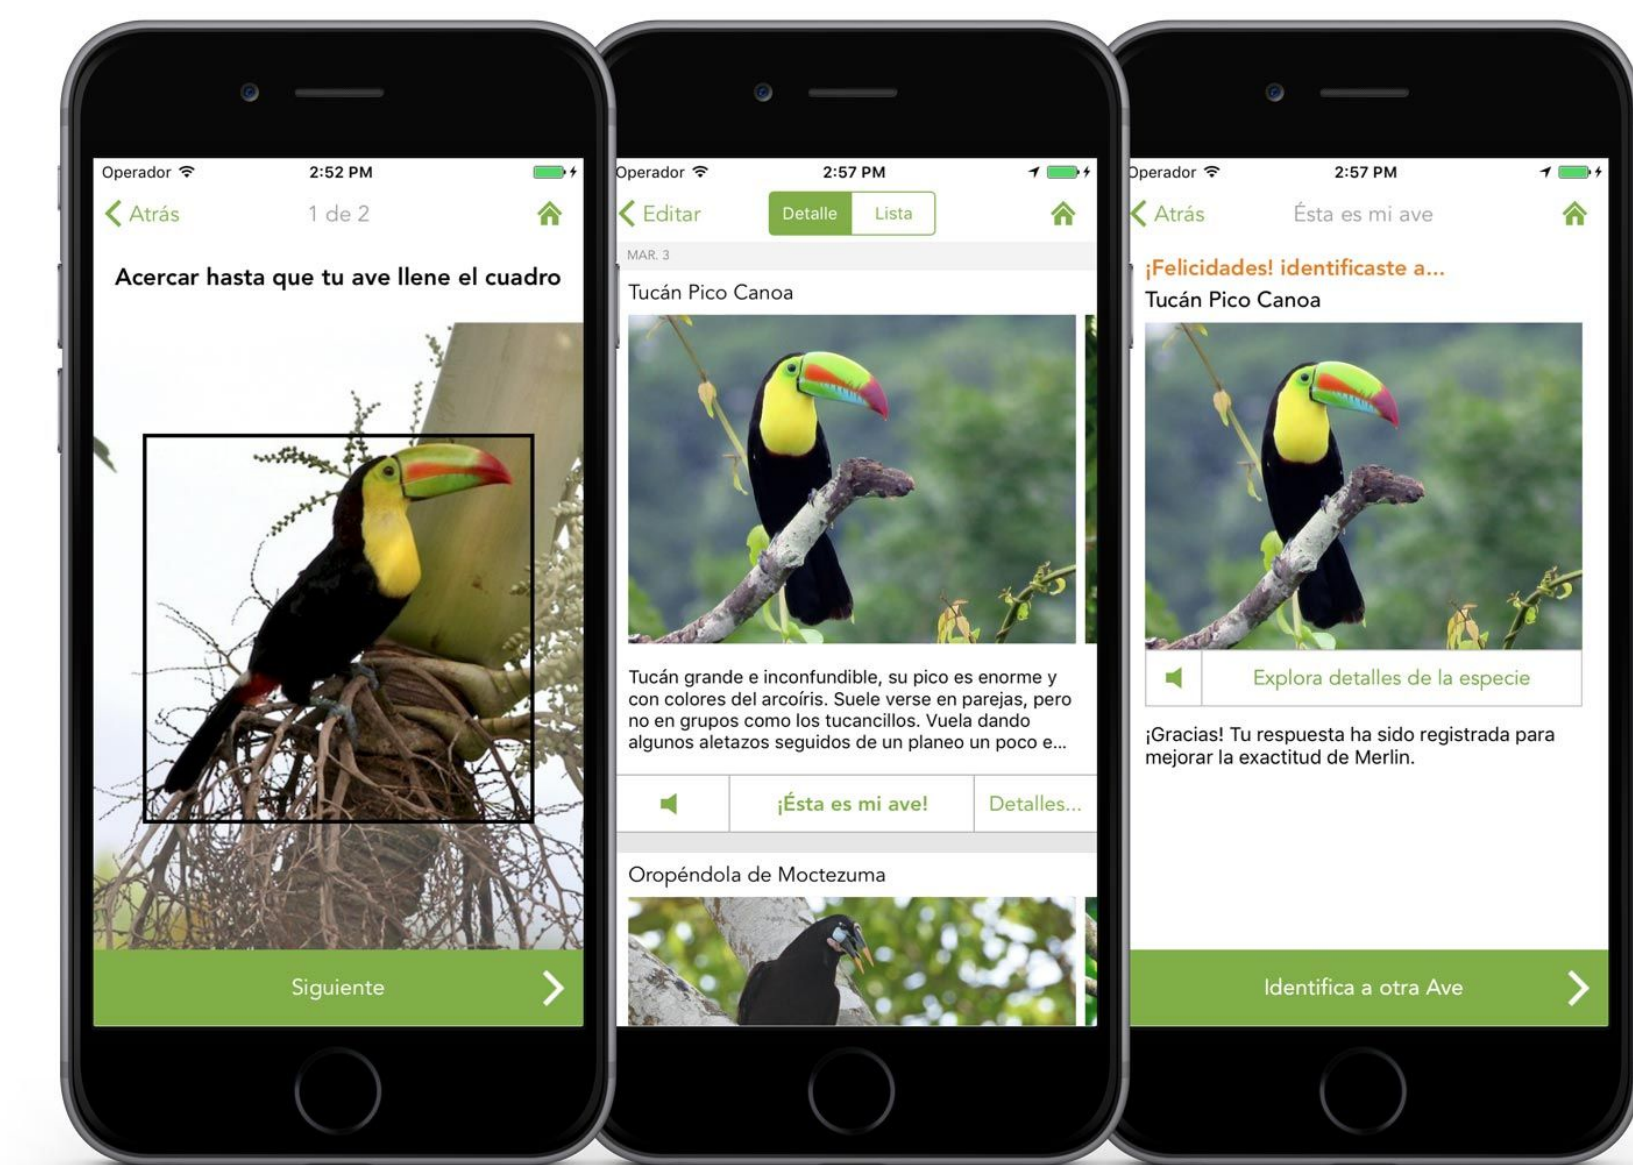 Operador
2:52 PM
Atrás
1 de 2
Acercar hasta que tu ave llene el cuadro
Siguiente
Operador
2:57 PM
Editar
Detalle
Lista
MAR. 3
Tucán Pico Canoa
Tucán grande e inconfundible, su pico es enorme y
con colores del arcoíris. Suele verse en parejas, pero
no en grupos como los tucancillos. Vuela dando
algunos aletazos seguidos de un planeo un poco e...
¡Ésta es mi ave!
Detalles...
Oropéndola de Moctezuma
Operador
2:57 PM
Atrás
Ésta es mi ave
¡Felicidades! identificaste a...
Tucán Pico Canoa
Explora detalles de la especie
¡Gracias! Tu respuesta ha sido registrada para
mejorar la exactitud de Merlin.
Identifica a otra Ave